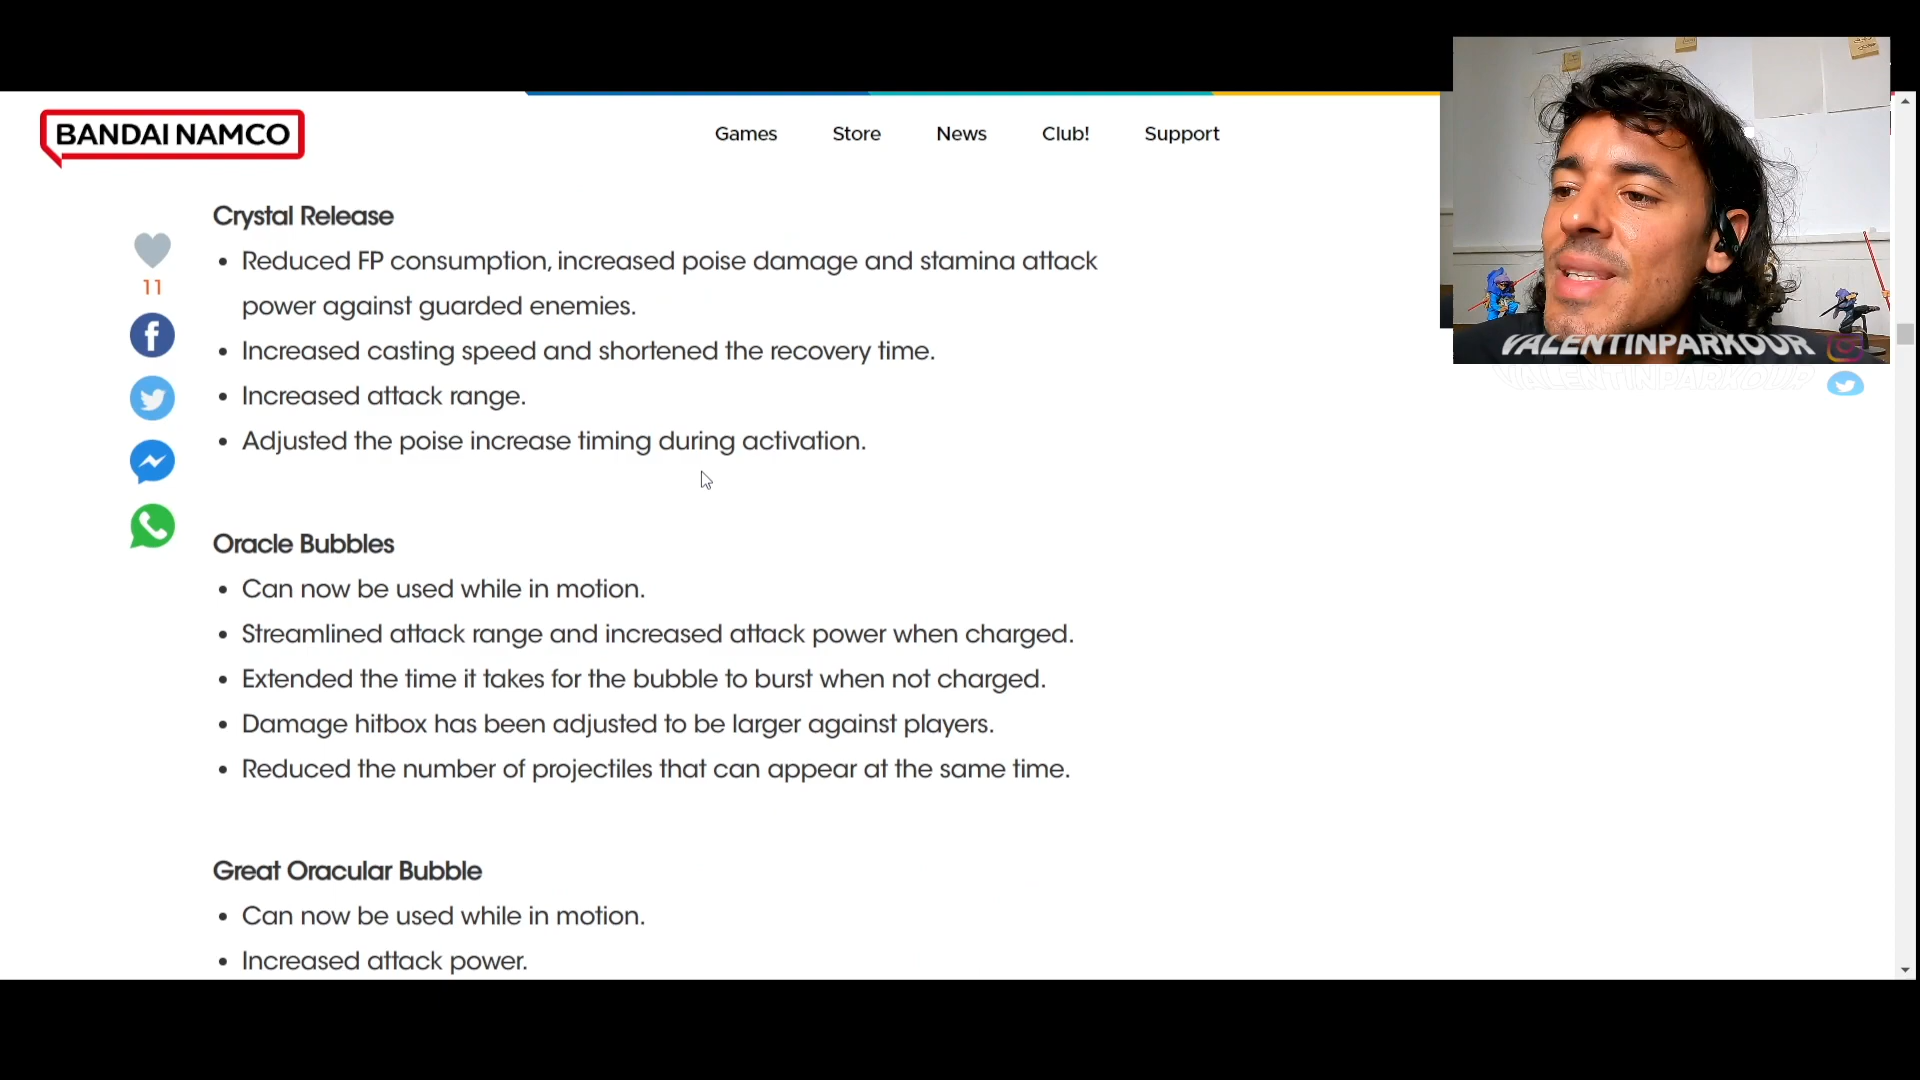 BANDAI NAMCO
Games Store News Club! Support
Crystal Release
• Reduced FP consumption, increased poise damage and stamina attack
power against guarded enemies.
• Increased casting speed and shortened the recovery time.
• Increased attack range.
• Adjusted the poise increase timing during activation.
11
Oracle Bubbles
• Can now be used while in motion.
• Streamlined attack range and increased attack power when charged.
• Extended the time it takes for the bubble to burst when not charged.
• Damage hitbox has been adjusted to be larger against players.
• Reduced the number of projectiles that can appear at the same time.
Great Oracular Bubble
• Can now be used while in motion.
• Increased attack power.
VALENTINPARKOUR